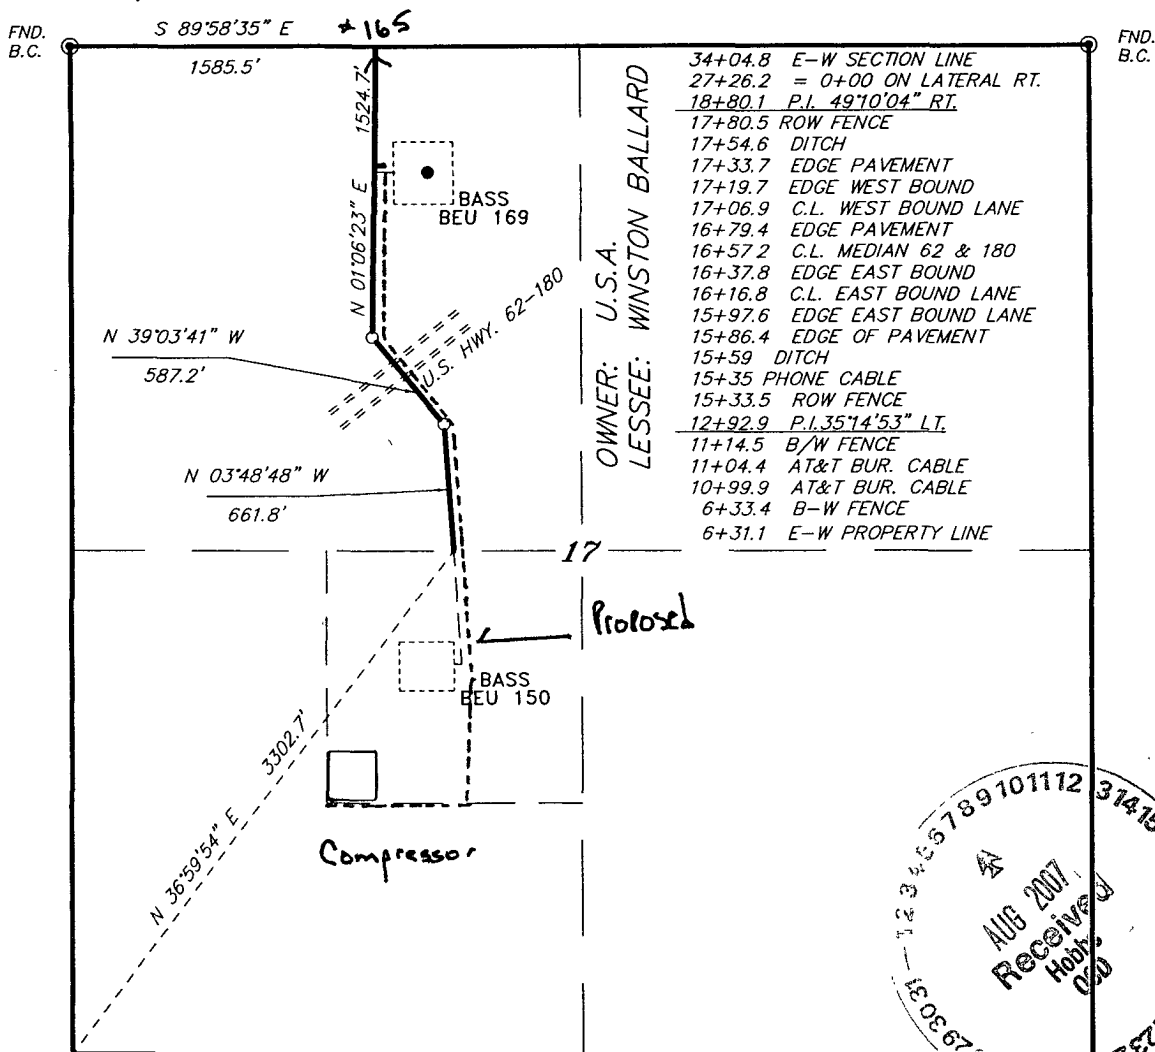 FND.
B.C.
S 89°58'35" E
1585.5'
* 165
FND.
B.C.
1524.7'
N 01°06'23" E
BASS
BEU 169
OWNER: U.S.A.
LESSEE: WINSTON BALLARD
34+04.8 E-W SECTION LINE
27+26.2 = 0+00 ON LATERAL RT.
18+80.1 P.I. 49°10'04" RT.
17+80.5 ROW FENCE
17+54.6 DITCH
17+33.7 EDGE PAVEMENT
17+19.7 EDGE WEST BOUND
17+06.9 C.L. WEST BOUND LANE
16+79.4 EDGE PAVEMENT
16+57.2 C.L. MEDIAN 62 & 180
16+37.8 EDGE EAST BOUND
16+16.8 C.L. EAST BOUND LANE
15+97.6 EDGE EAST BOUND LANE
15+86.4 EDGE OF PAVEMENT
15+59 DITCH
15+35 PHONE CABLE
15+33.5 ROW FENCE
12+92.9 P.I.35°14'53" LT.
11+14.5 B/W FENCE
11+04.4 AT&T BUR. CABLE
10+99.9 AT&T BUR. CABLE
6+33.4 B-W FENCE
6+31.1 E-W PROPERTY LINE
N 39°03'41" W
587.2'
U.S. HWY. 62-180
N 03°48'48" W
661.8'
17
Proposed
BASS
BEU 150
3302.7'
N 36°59'54" E
Compressor
AUG 2007
Received
Hobbs
OCD